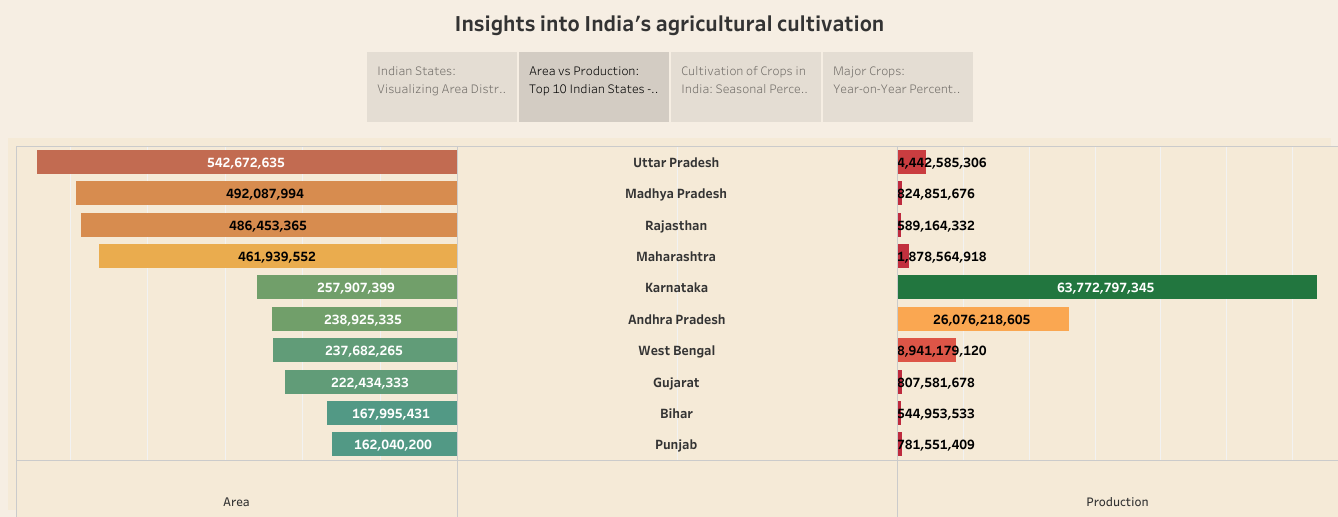 Insights into India’s agricultural cultivation
Indian States:
Visualizing Area Distr..
Area vs Production:
Top 10 Indian States -..
Cultivation of Crops in
India: Seasonal Perce..
Major Crops:
Year-on-Year Percent..
542,672,635 Uttar Pradesh 4,442,585,306
492,087,994 Madhya Pradesh 824,851,676
486,453,365 Rajasthan 589,164,332
461,939,552 Maharashtra 1,878,564,918
257,907,399 Karnataka 63,772,797,345
238,925,335 Andhra Pradesh 26,076,218,605
237,682,265 West Bengal 8,941,179,120
222,434,333 Gujarat 807,581,678
167,995,431 Bihar 544,953,533
162,040,200 Punjab 781,551,409
Area Production